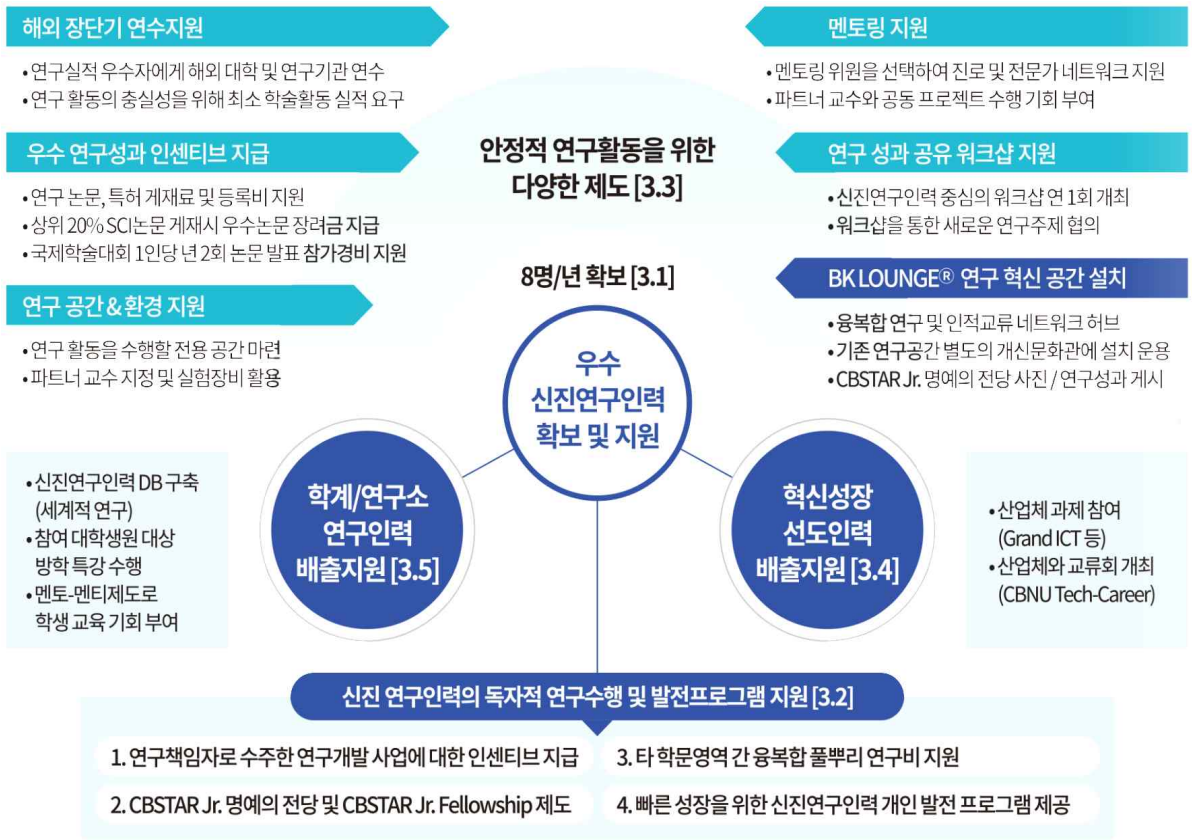 해외 장단기 연수지원
• 연구실적 우수자에게 해외 대학 및 연구기관 연수
• 연구 활동의 충실성을 위해 최소 학술활동 실적 요구
우수 연구성과 인센티브 지급
• 연구 논문, 특허 게재료 및 등록비 지원
• 상위 20% SCI논문 게재시 우수논문 장려금 지급
• 국제학술대회 1인당 년 2회 논문 발표 참가경비 지원
연구 공간 & 환경 지원
• 연구 활동을 수행할 전용 공간 마련
• 파트너 교수 지정 및 실험장비 활용
안정적 연구활동을 위한
다양한 제도 [3.3]
멘토링 지원
• 멘토링 위원을 선택하여 진로 및 전문가 네트워크 지원
• 파트너 교수와 공동 프로젝트 수행 기회 부여
연구 성과 공유 워크샵 지원
• 신진연구인력 중심의 워크샵 연 1회 개최
• 워크샵을 통한 새로운 연구주제 협의
BK LOUNGE® 연구 혁신 공간 설치
• 융복합 연구 및 인적교류 네트워크 허브
• 기존 연구공간 별도의 개신문화관에 설치 운용
• CBSTAR Jr. 명예의 전당 사진 / 연구성과 게시
8명/년 확보 [3.1]
우수
신진연구인력
확보 및 지원
• 신진연구인력 DB 구축
(세계적 연구)
• 참여 대학생원 대상
방학 특강 수행
• 멘토-멘티제도로
학생 교육 기회 부여
학계/연구소
연구인력
배출지원 [3.5]
혁신성장
선도인력
배출지원 [3.4]
• 산업체 과제 참여
(Grand ICT 등)
• 산업체와 교류회 개최
(CBNU Tech-Career)
신진 연구인력의 독자적 연구수행 및 발전프로그램 지원 [3.2]
1. 연구책임자로 수주한 연구개발 사업에 대한 인센티브 지급
2. CBSTAR Jr. 명예의 전당 및 CBSTAR Jr. Fellowship 제도
3. 타 학문영역 간 융복합 풀뿌리 연구비 지원
4. 빠른 성장을 위한 신진연구인력 개인 발전 프로그램 제공